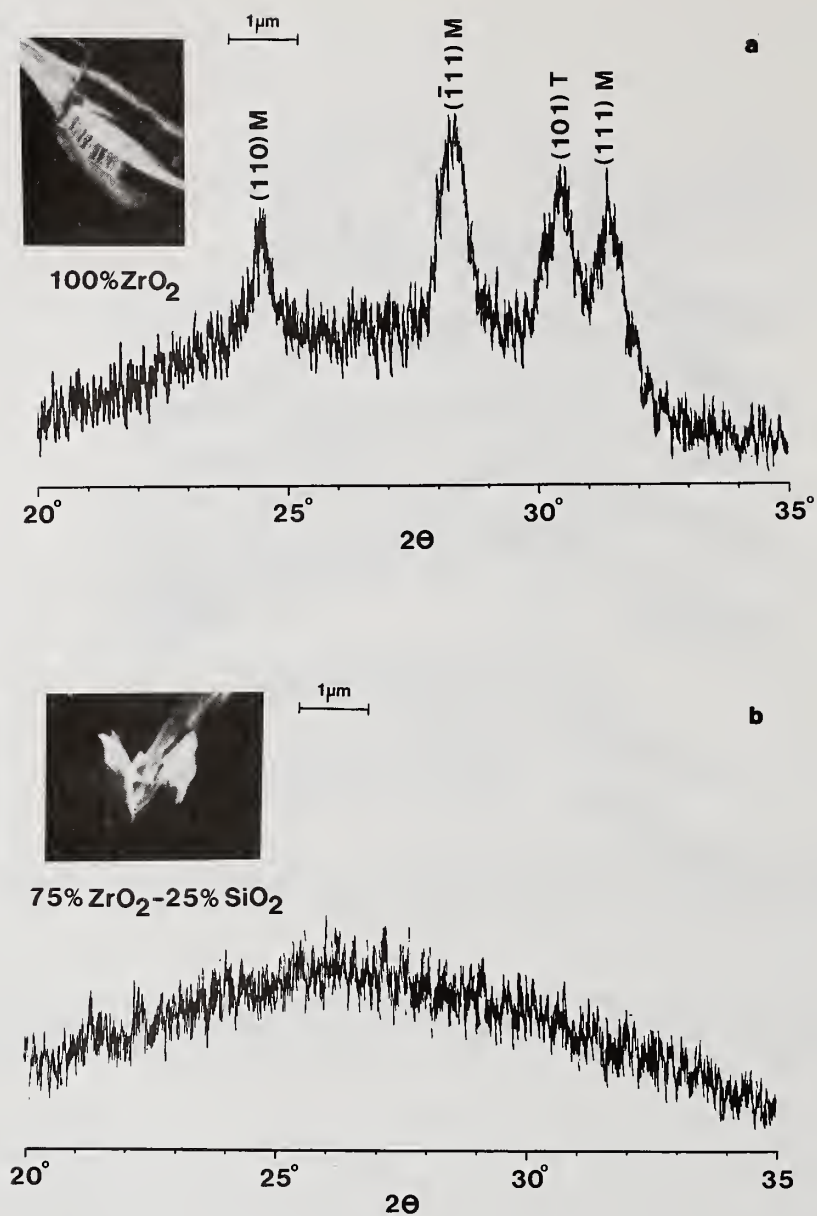 1μm
a
(110) M
(1̄11) M
(101) T
(111) M
100% ZrO₂
20° 25° 30° 35°
2Θ
1μm
b
75% ZrO₂-25% SiO₂
20° 25° 30° 35
2Θ